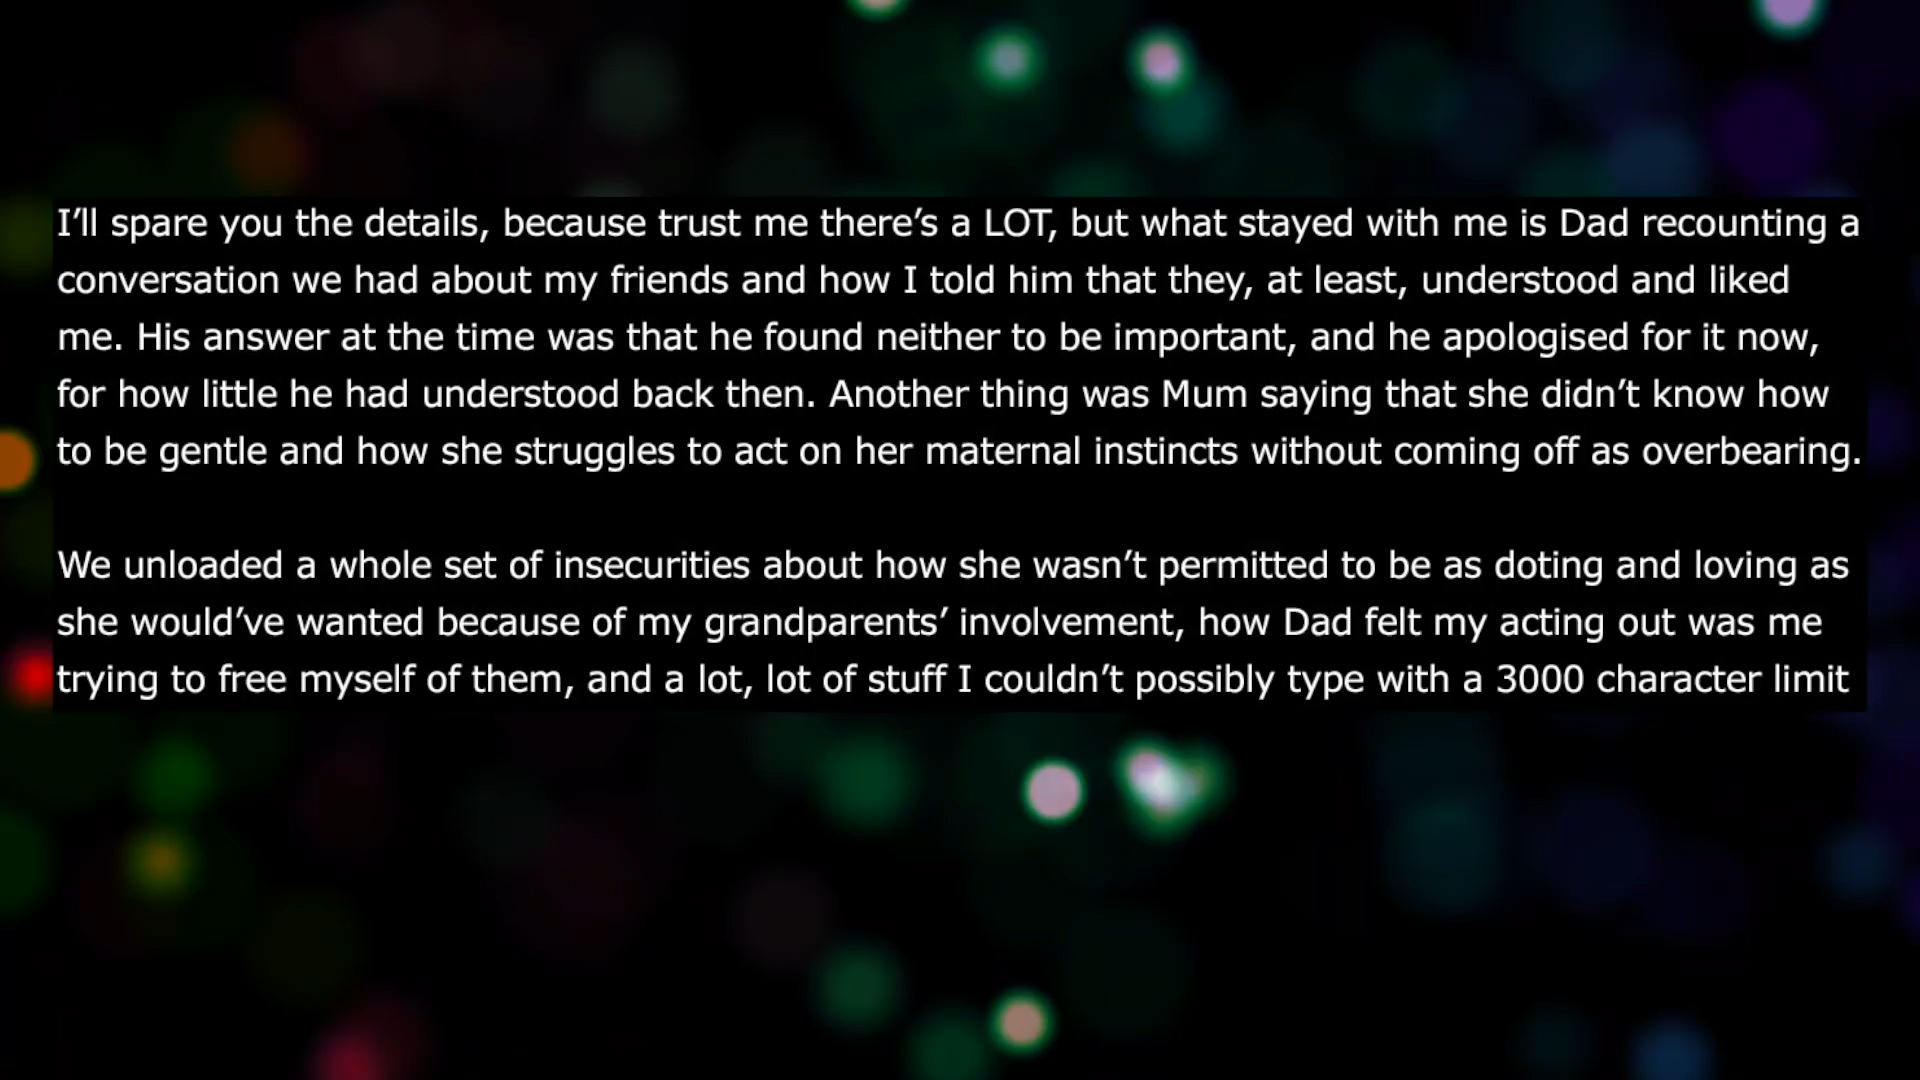 I’ll spare you the details, because trust me there’s a LOT, but what stayed with me is Dad recounting a
conversation we had about my friends and how I told him that they, at least, understood and liked
me. His answer at the time was that he found neither to be important, and he apologised for it now,
for how little he had understood back then. Another thing was Mum saying that she didn’t know how
to be gentle and how she struggles to act on her maternal instincts without coming off as overbearing.
We unloaded a whole set of insecurities about how she wasn’t permitted to be as doting and loving as
she would’ve wanted because of my grandparents’ involvement, how Dad felt my acting out was me
trying to free myself of them, and a lot, lot of stuff I couldn’t possibly type with a 3000 character limit